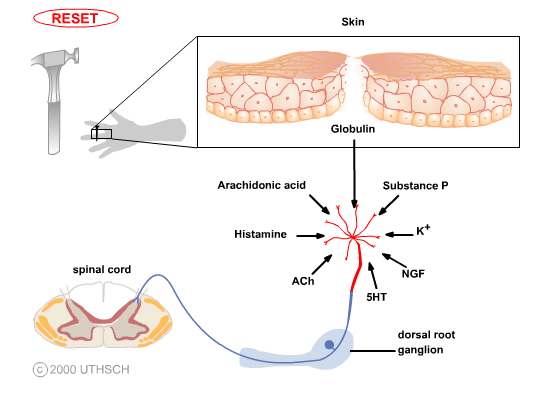 RESET
Skin
Globulin
Arachidonic acid
Substance P
Histamine
K+
ACh
NGF
5HT
spinal cord
dorsal root
ganglion
© 2000 UTHSCH